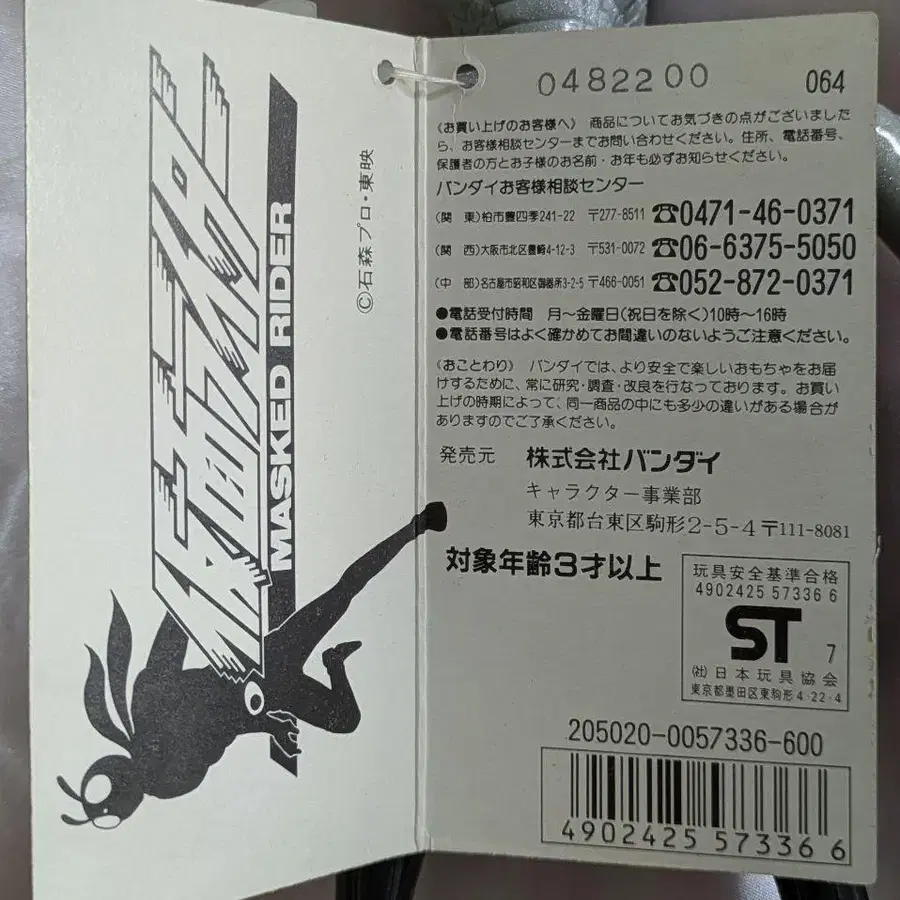 仮面ライダー
MASKED RIDER
©石森プロ・東映
0482200
064
〈お買い上げのお客様へ〉 商品についてお気づきの点がございました
ら、お客様相談センターまでお問い合わせください。住所、電話番号、
保護者の方とお子様のお名前・お年も必ずお知らせください。
バンダイお客様相談センター
(関 東)柏市豊四季241-22 〒277-8511 ☎0471-46-0371
(関 西)大阪市北区豊崎4-12-3 〒531-0072 ☎06-6375-5050
(中 部)名古屋市昭和区御器所3-2-5 〒466-0051 ☎052-872-0371
●電話受付時間 月〜金曜日(祝日を除く)10時〜16時
●電話番号はよく確かめてお間違いのないようご注意ください。
〈おことわり〉 バンダイでは、より安全で楽しいおもちゃをお届
けするために、常に研究・調査・改良を行なっております。お買い
上げの時期によって、同一商品の中にも多少の違いがある場合が
ありますのでご了承ください。
発売元 株式会社バンダイ
キャラクター事業部
東京都台東区駒形2-5-4〒111-8081
対象年齢3才以上
玩具安全基準合格
4902425 57336 6
ST 7
(社)日本玩具協会
東京都墨田区東駒形4-22-4
205020-0057336-600
4902425 573366